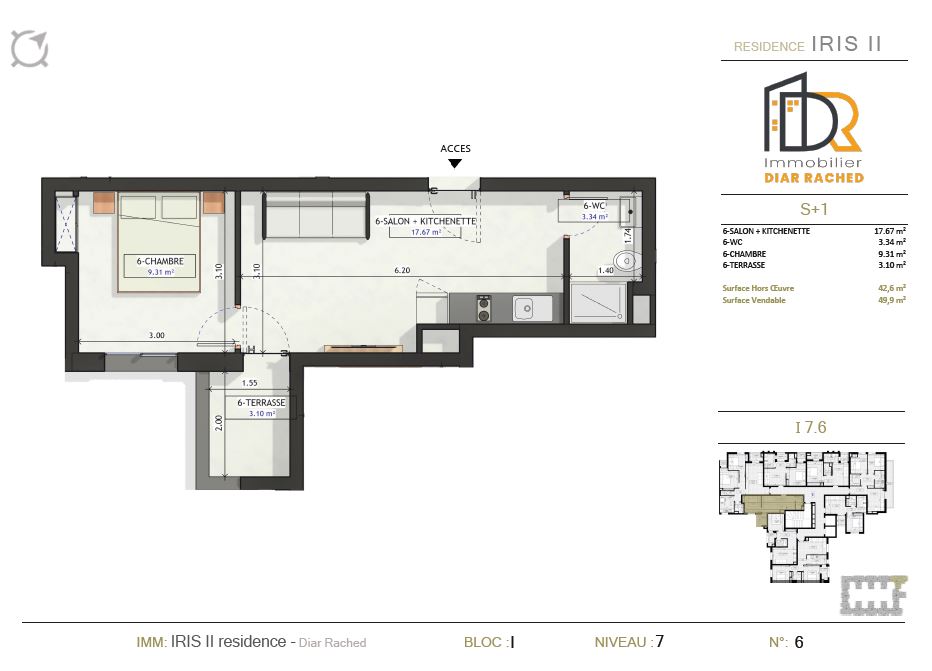 RESIDENCE IRIS II
Immobilier
DIAR RACHED
S+1
6-SALON + KITCHENETTE 17.67 m²
6-WC 3.34 m²
6-CHAMBRE 9.31 m²
6-TERRASSE 3.10 m²
Surface Hors Œuvre 42,6 m²
Surface Vendable 49,9 m²
I 7.6
ACCES
6-SALON + KITCHENETTE
17.67 m²
6-WC
3.34 m²
1.74
6-CHAMBRE
9.31 m²
3.10
3.10
6.20
1.40
3.00
1.55
6-TERRASSE
3.10 m²
2.00
IMM: IRIS II residence - Diar Rached
BLOC : I
NIVEAU : 7
N°: 6